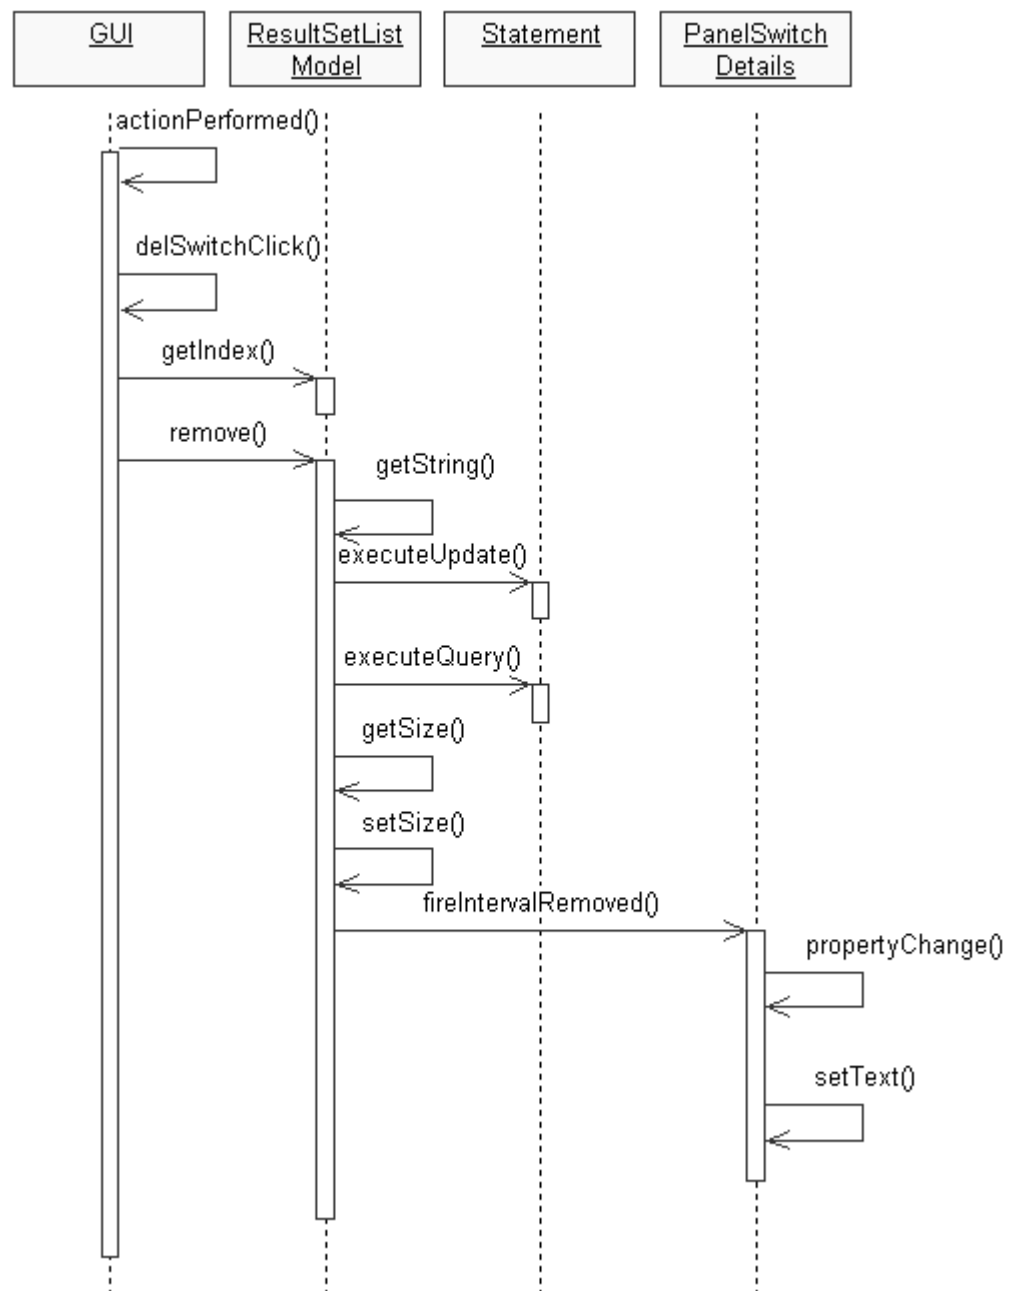 GUI
ResultSetList
Model
Statement
PanelSwitch
Details
actionPerformed()
delSwitchClick()
getIndex()
remove()
getString()
executeUpdate()
executeQuery()
getSize()
setSize()
fireIntervalRemoved()
propertyChange()
setText()